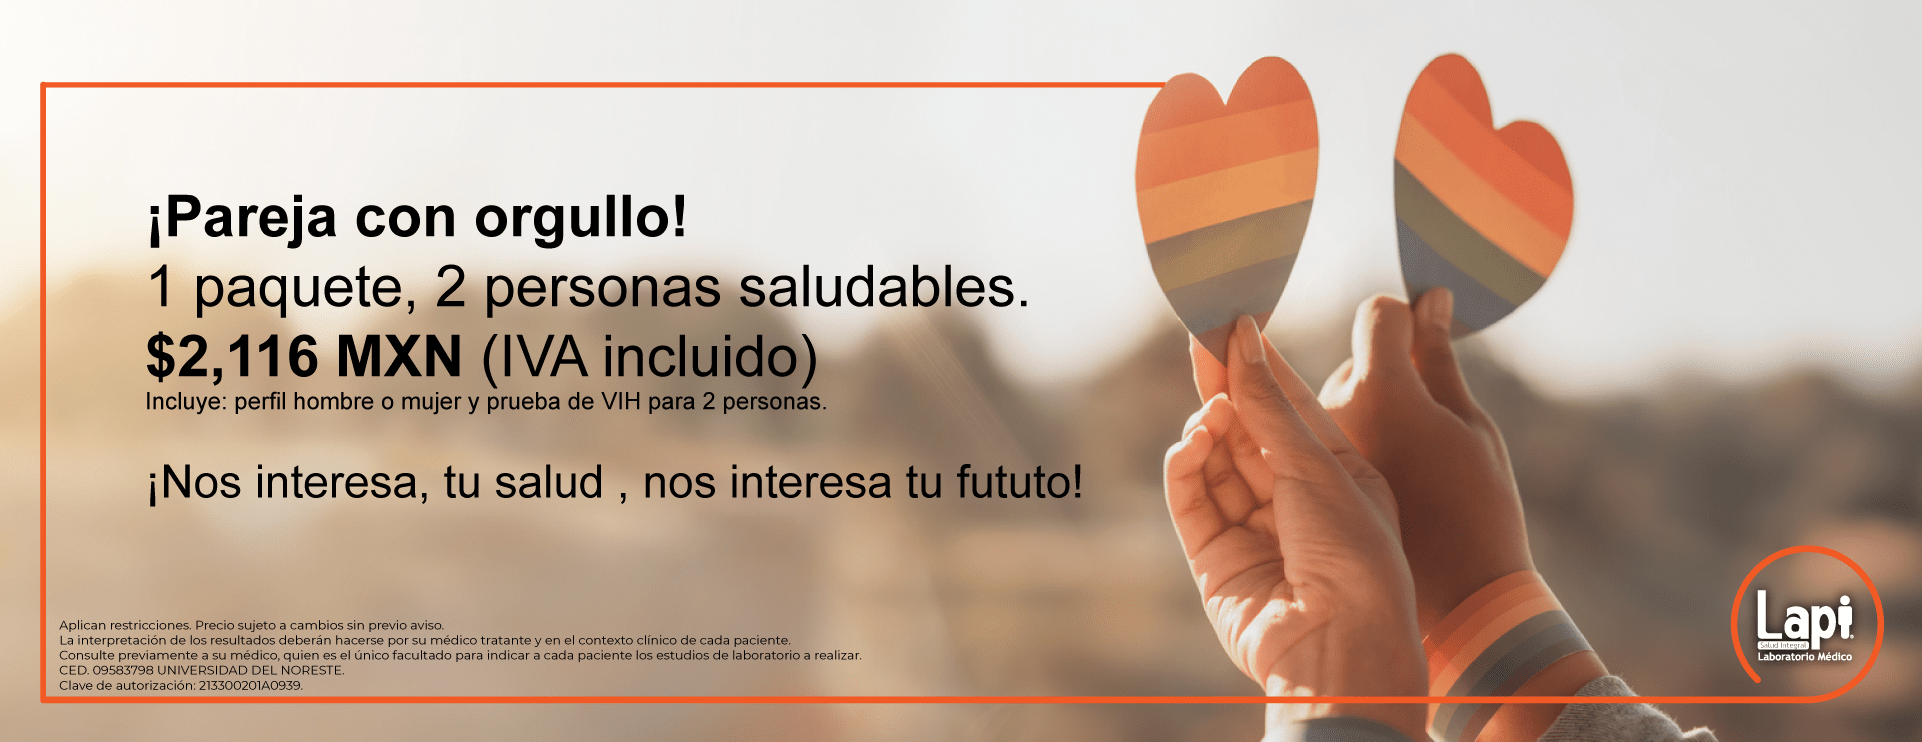 ¡Pareja con orgullo!
1 paquete, 2 personas saludables.
$2,116 MXN (IVA incluido)
Incluye: perfil hombre o mujer y prueba de VIH para 2 personas.
¡Nos interesa, tu salud , nos interesa tu fututo!
Aplican restricciones. Precio sujeto a cambios sin previo aviso.
La interpretación de los resultados deberán hacerse por su médico tratante y en el contexto clínico de cada paciente.
Consulte previamente a su médico, quien es el único facultado para indicar a cada paciente los estudios de laboratorio a realizar.
CED. 09583798 UNIVERSIDAD DEL NORESTE.
Clave de autorización: 213300201A0939.
Lapi®
Salud Integral
Laboratorio Médico